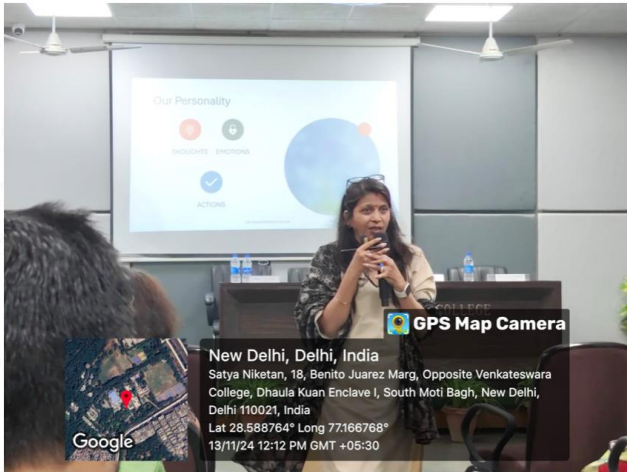 Our Personality
THOUGHTS EMOTIONS
ACTIONS
COLLEGE
GPS Map Camera
New Delhi, Delhi, India
Satya Niketan, 18, Benito Juarez Marg, Opposite Venkateswara
College, Dhaula Kuan Enclave I, South Moti Bagh, New Delhi,
Delhi 110021, India
Lat 28.588764° Long 77.166768°
13/11/24 12:12 PM GMT +05:30
Google